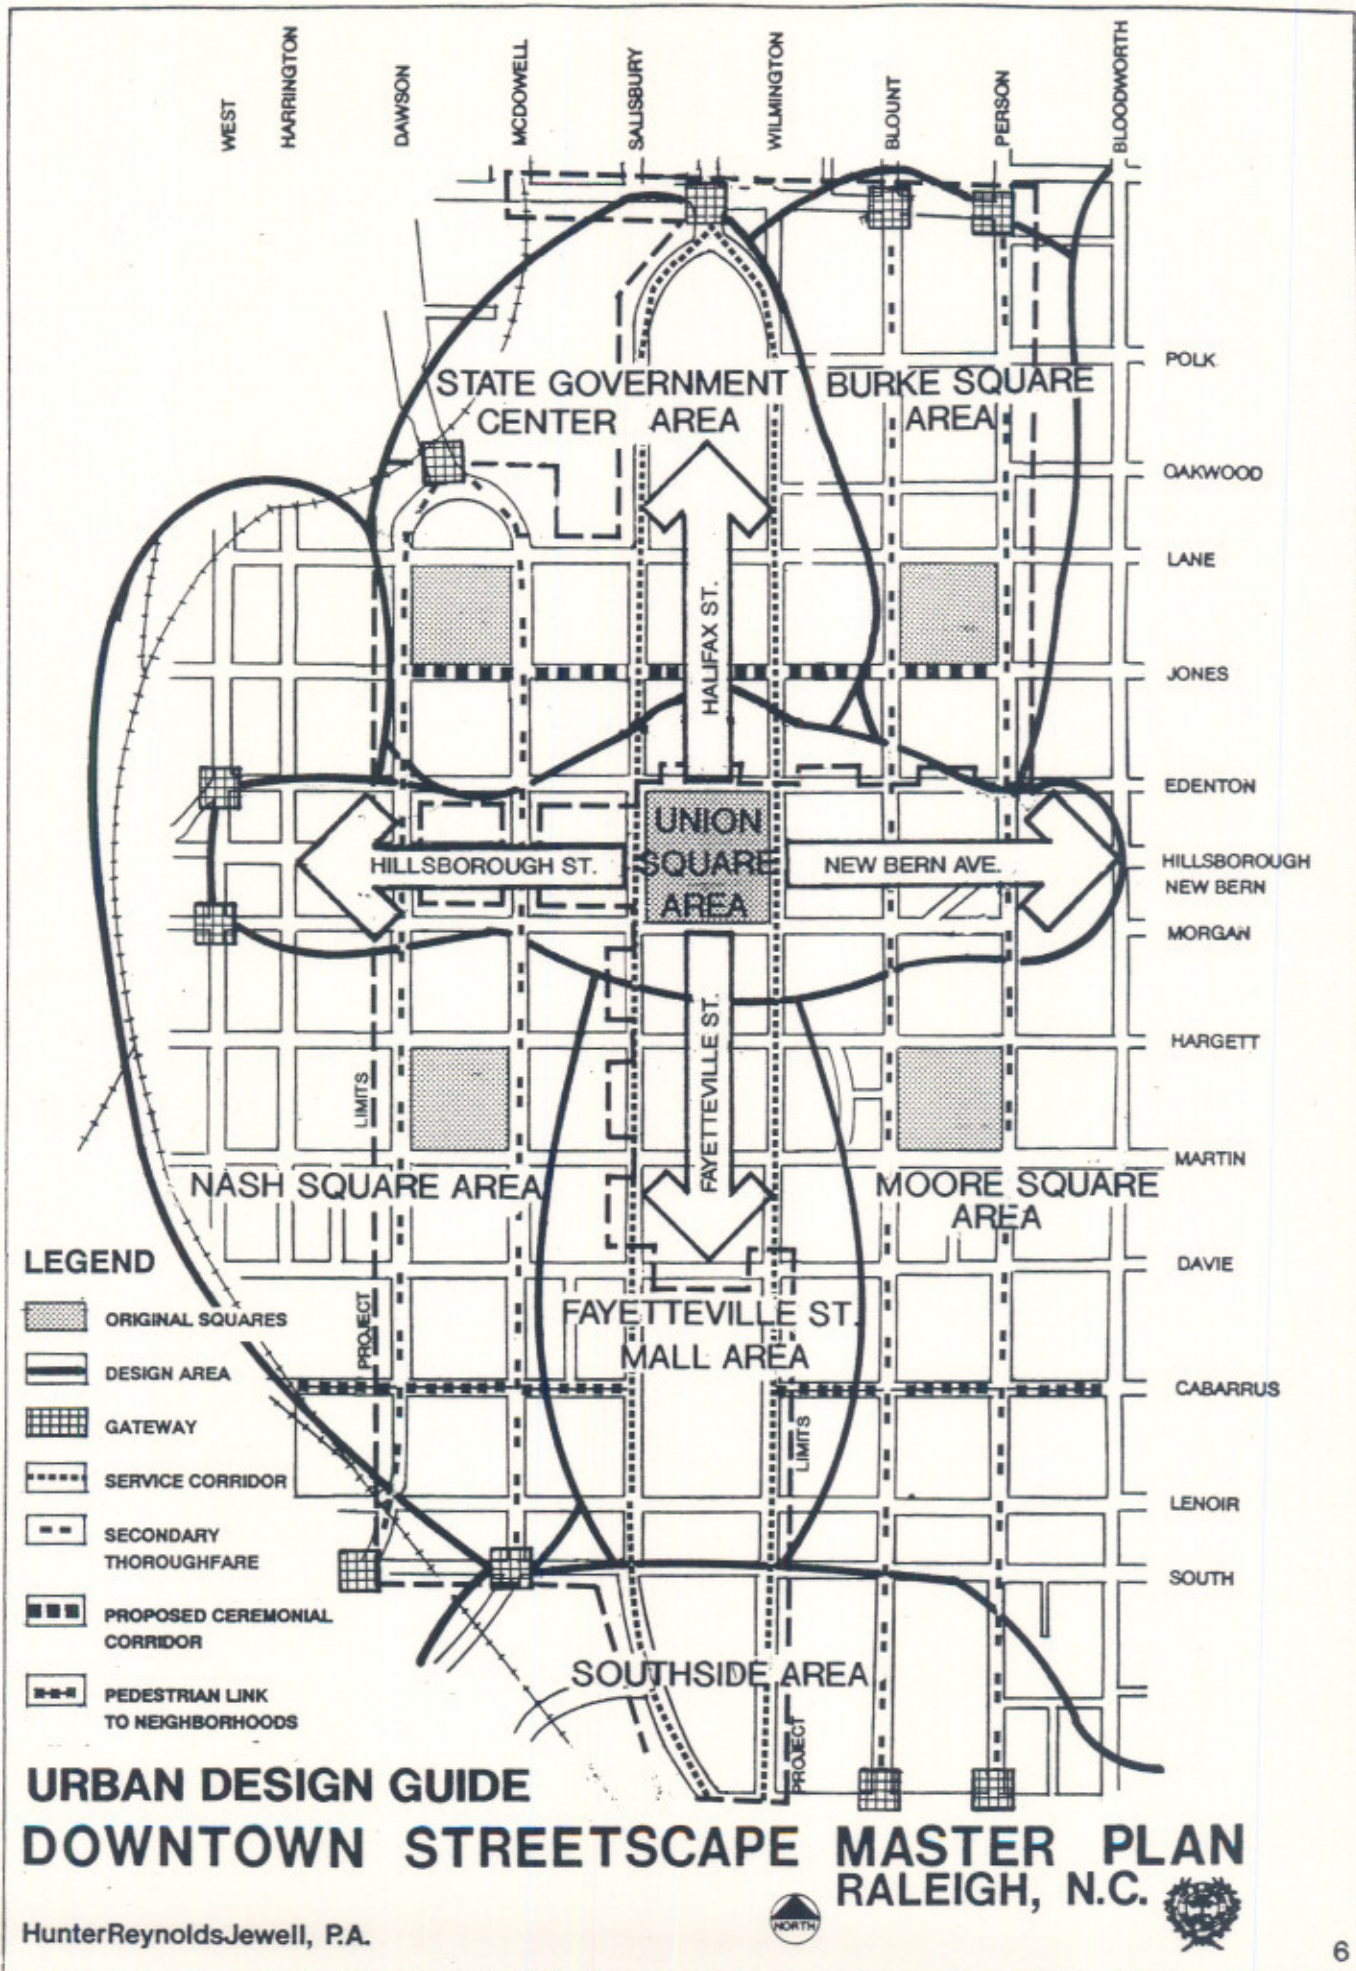 WEST
HARRINGTON
DAWSON
MCDOWELL
SALISBURY
WILMINGTON
BLOUNT
PERSON
BLOODWORTH
POLK
STATE GOVERNMENT
CENTER AREA
BURKE SQUARE
AREA
OAKWOOD
LANE
HALIFAX ST.
JONES
EDENTON
UNION
SQUARE
AREA
HILLSBOROUGH ST.
NEW BERN AVE.
HILLSBOROUGH
NEW BERN
MORGAN
FAYETTEVILLE ST.
HARGETT
LIMITS
MARTIN
NASH SQUARE AREA
MOORE SQUARE
AREA
DAVIE
PROJECT
FAYETTEVILLE ST.
MALL AREA
CABARRUS
LIMITS
LENOIR
SOUTH
SOUTHSIDE AREA
PROJECT
LEGEND
ORIGINAL SQUARES
DESIGN AREA
GATEWAY
SERVICE CORRIDOR
SECONDARY
THOROUGHFARE
PROPOSED CEREMONIAL
CORRIDOR
PEDESTRIAN LINK
TO NEIGHBORHOODS
URBAN DESIGN GUIDE
DOWNTOWN STREETSCAPE MASTER PLAN
RALEIGH, N.C.
NORTH
HunterReynoldsJewell, P.A.
6